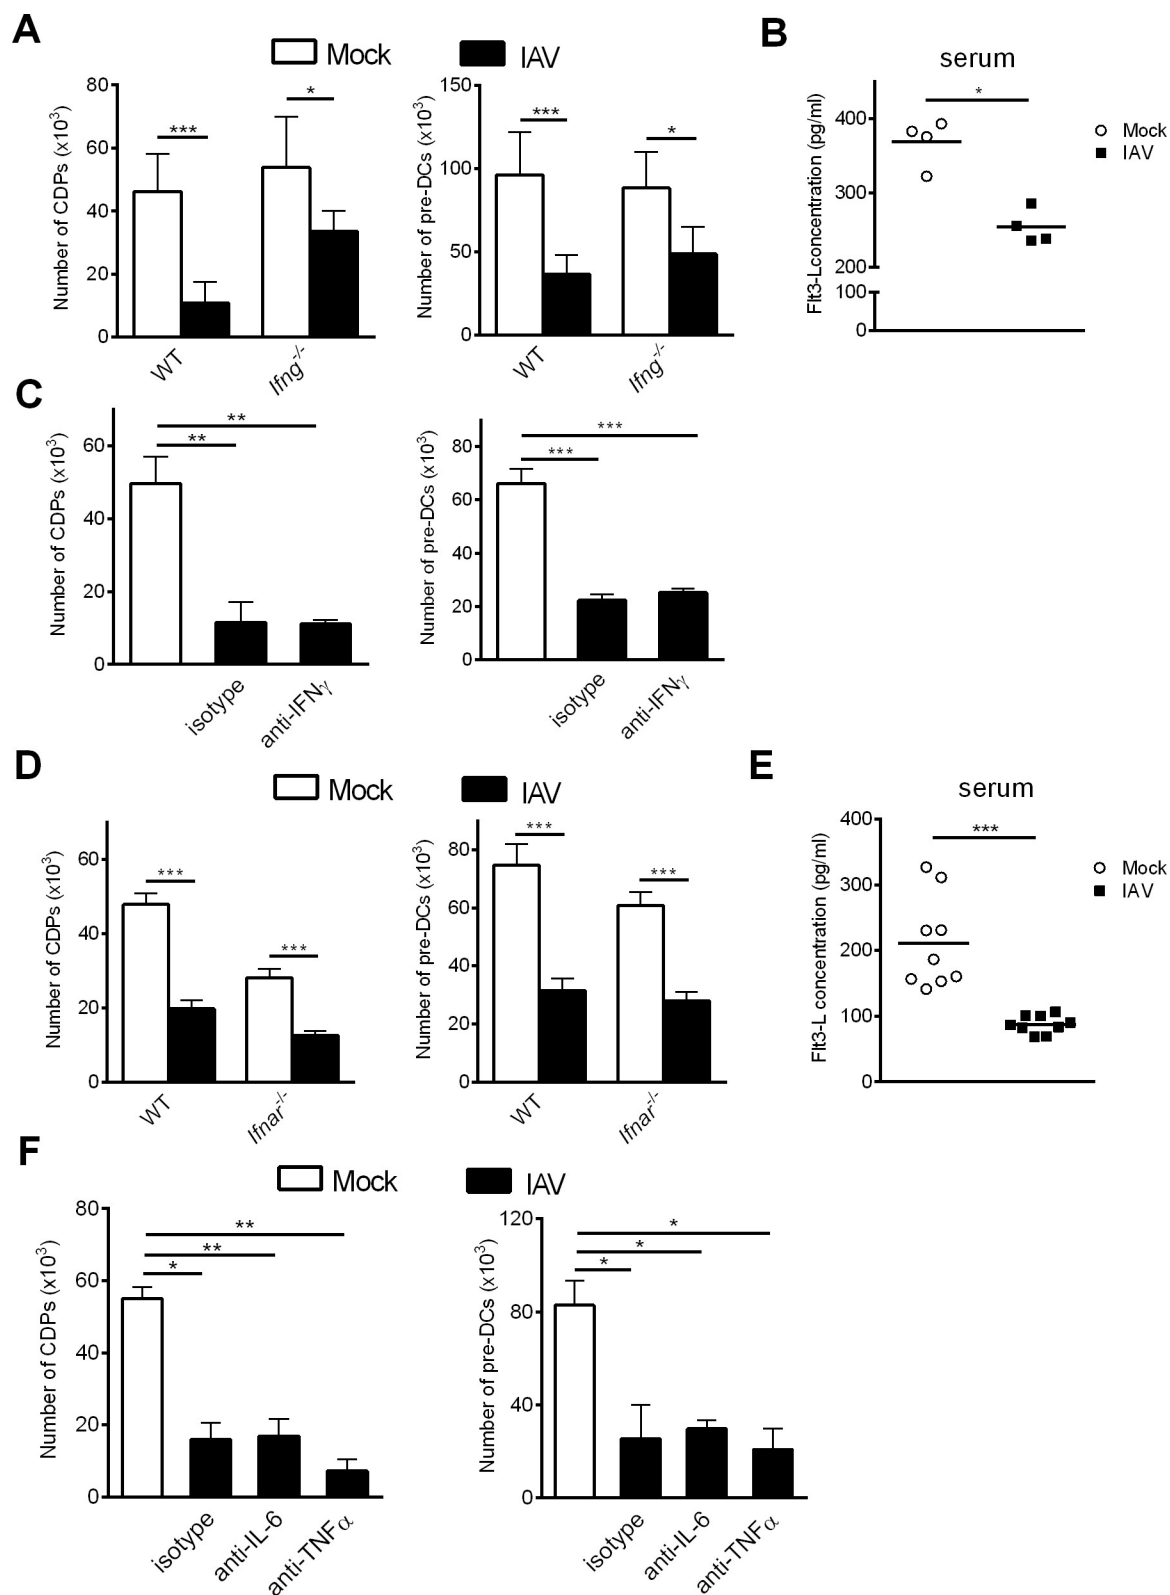 A
Mock
IAV
Number of CDPs (x10³)
80
60
40
20
0
***
*
WT
Ifng-/-
Number of pre-DCs (x10³)
150
100
50
0
***
*
WT
Ifng-/-
B
serum
Flt3-Lconcentration (pg/ml)
400
300
200
100
0
*
Mock
IAV
C
Number of CDPs (x10³)
60
40
20
0
**
**
isotype
anti-IFNγ
Number of pre-DCs (x10³)
80
60
40
20
0
***
***
isotype
anti-IFNγ
D
Mock
IAV
Number of CDPs (x10³)
60
40
20
0
***
***
WT
Ifnar-/-
Number of pre-DCs (x10³)
80
60
40
20
0
***
***
WT
Ifnar-/-
E
serum
Flt3-L concentration (pg/ml)
400
300
200
100
0
***
Mock
IAV
F
Mock
IAV
Number of CDPs (x10³)
80
60
40
20
0
**
**
*
isotype
anti-IL-6
anti-TNFα
Number of pre-DCs (x10³)
120
80
40
0
*
*
*
isotype
anti-IL-6
anti-TNFα